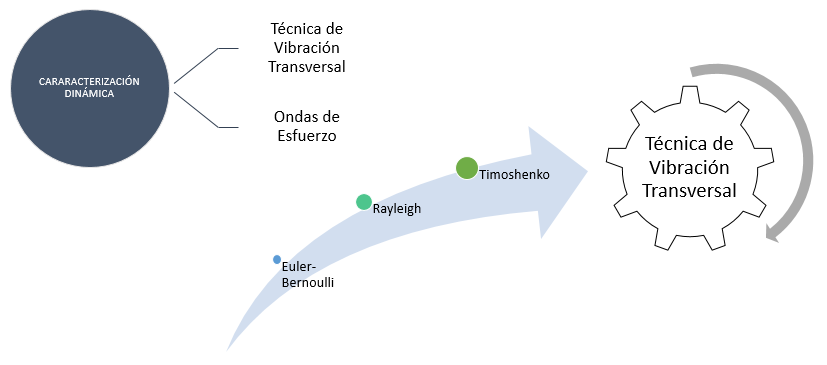 CARARACTERIZACIÓN
DINÁMICA
Técnica de
Vibración
Transversal
Ondas de
Esfuerzo
Euler-
Bernoulli
Rayleigh
Timoshenko
Técnica de
Vibración
Transversal